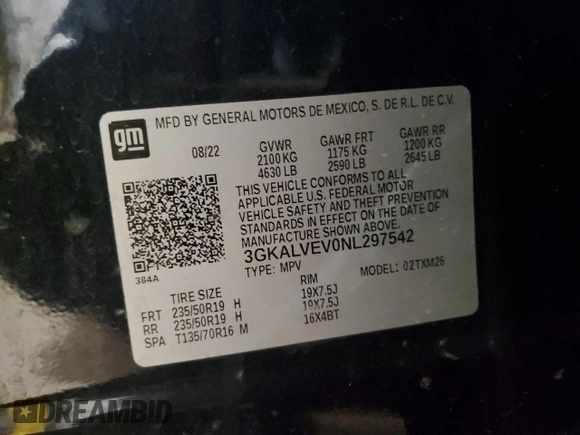 gm
MFD BY GENERAL MOTORS DE MEXICO, S. DE R.L. DE C.V.
08/22 GVWR GAWR FRT GAWR RR
2100 KG 1175 KG 1200 KG
4630 LB 2590 LB 2645 LB
THIS VEHICLE CONFORMS TO ALL
APPLICABLE U.S. FEDERAL MOTOR
VEHICLE SAFETY AND THEFT PREVENTION
STANDARDS IN EFFECT ON THE DATE OF
MANUFACTURE SHOWN ABOVE.
3GKALVEV0NL297542
TYPE: MPV MODEL: 02TXM26
384A
TIRE SIZE RIM
FRT 235/50R19 H 19X7.5J
RR 235/50R19 H 19X7.5J
SPA T135/70R16 M 16X4BT
DREAMBID